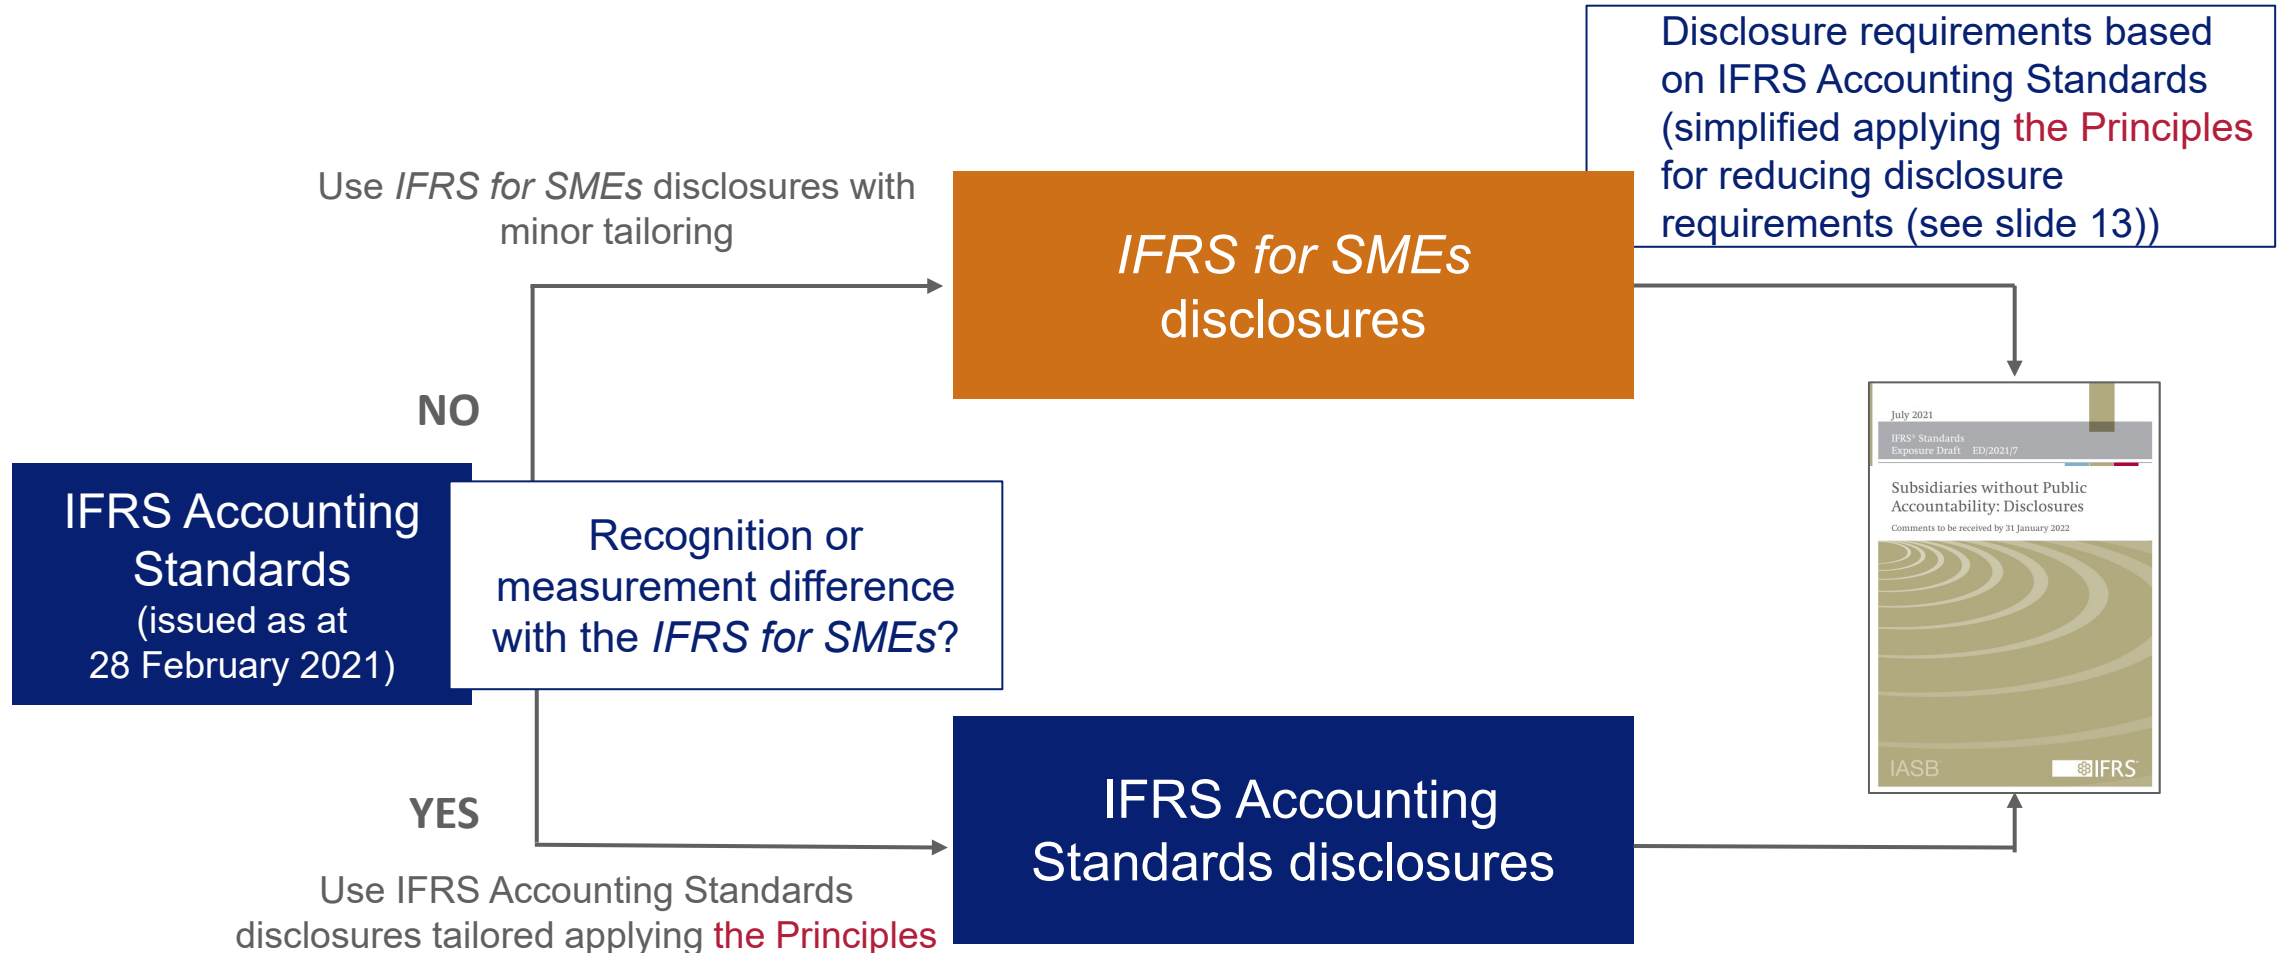 Disclosure requirements based
on IFRS Accounting Standards
(simplified applying the Principles
for reducing disclosure
requirements (see slide 13))
Use IFRS for SMEs disclosures with
minor tailoring
IFRS for SMEs
disclosures
NO
IFRS Accounting
Standards
(issued as at
28 February 2021)
Recognition or
measurement difference
with the IFRS for SMEs?
YES
Use IFRS Accounting Standards
disclosures tailored applying the Principles
IFRS Accounting
Standards disclosures
July 2021
IFRS® Standards
Exposure Draft ED/2021/7
Subsidiaries without Public
Accountability: Disclosures
Comments to be received by 31 January 2022
IASB
IFRS